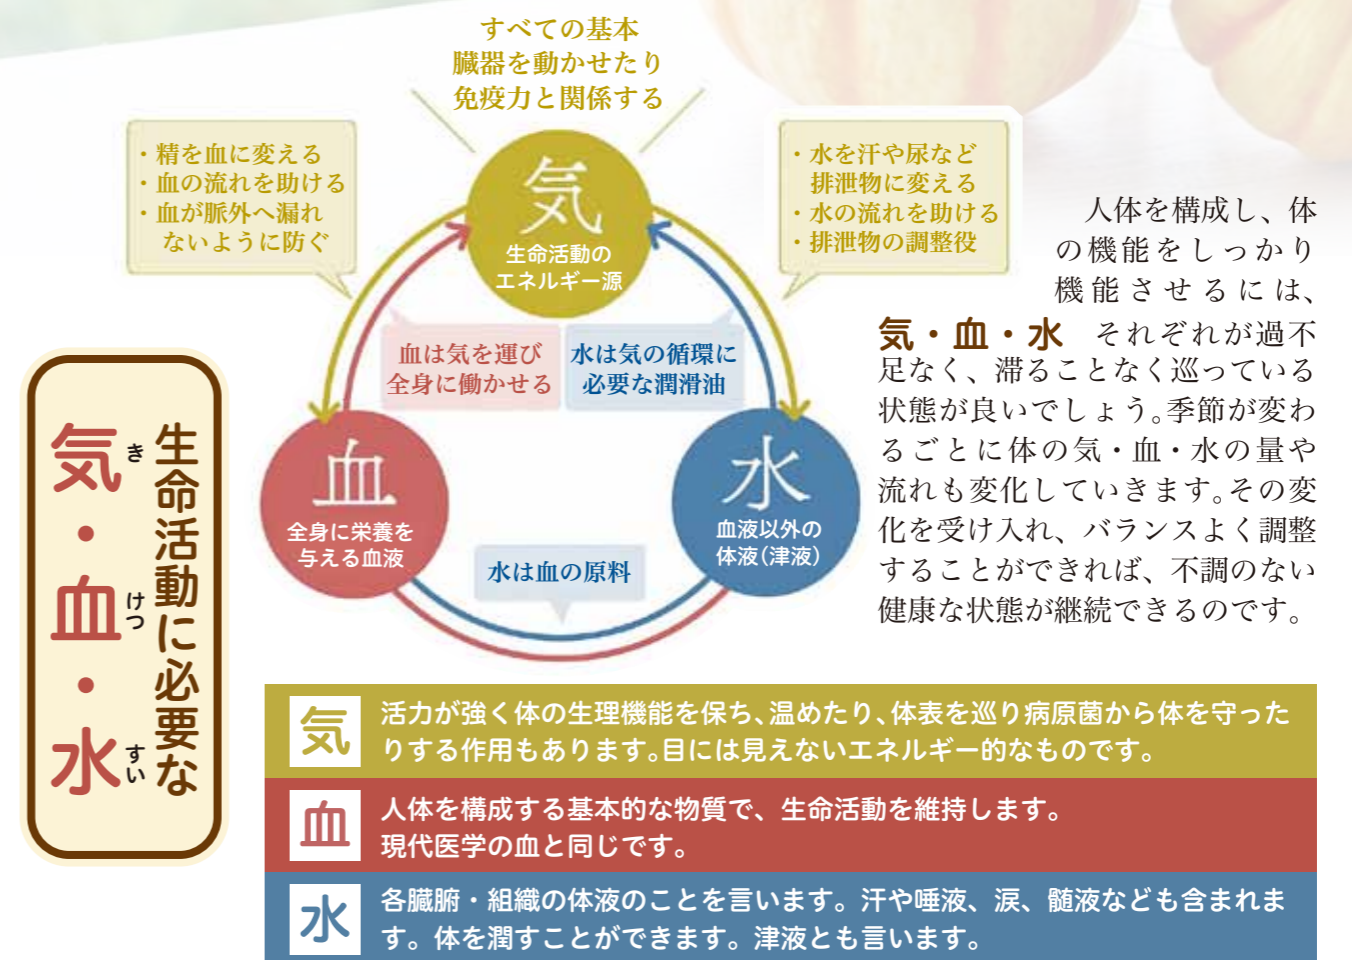 すべての基本
臓器を動かせたり
免疫力と関係する
・精を血に変える
・血の流れを助ける
・血が脈外へ漏れ
ないように防ぐ
気
生命活動の
エネルギー源
・水を汗や尿など
排泄物に変える
・水の流れを助ける
・排泄物の調整役
血は気を運び
全身に働かせる
水は気の循環に
必要な潤滑油
血
全身に栄養を
与える血液
水
血液以外の
体液(津液)
水は血の原料
人体を構成し、体
の機能をしっかり
機能させるには、
気・血・水 それぞれが過不
足なく、滞ることなく巡っている
状態が良いでしょう。季節が変わ
るごとに体の気・血・水の量や
流れも変化していきます。その変
化を受け入れ、バランスよく調整
することができれば、不調のない
健康な状態が継続できるのです。
生命活動に必要な
気・血・水
き
けつ
すい
気
活力が強く体の生理機能を保ち、温めたり、体表を巡り病原菌から体を守った
りする作用もあります。目には見えないエネルギー的なものです。
血
人体を構成する基本的な物質で、生命活動を維持します。
現代医学の血と同じです。
水
各臓腑・組織の体液のことを言います。汗や唾液、涙、髄液なども含まれま
す。体を潤すことができます。津液とも言います。